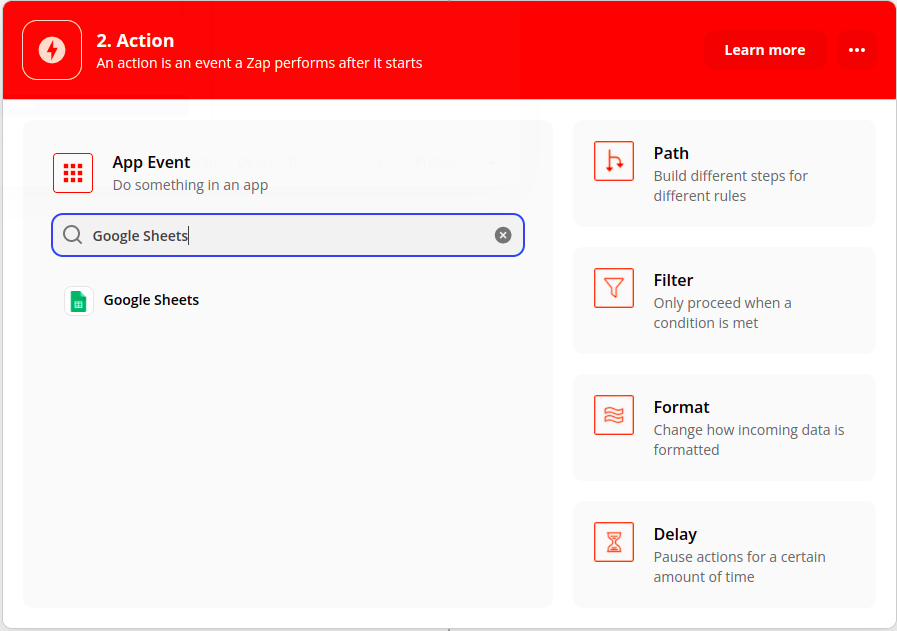 2. Action
An action is an event a Zap performs after it starts
Learn more
App Event
Do something in an app
Google Sheets
Google Sheets
Path
Build different steps for
different rules
Filter
Only proceed when a
condition is met
Format
Change how incoming data is
formatted
Delay
Pause actions for a certain
amount of time